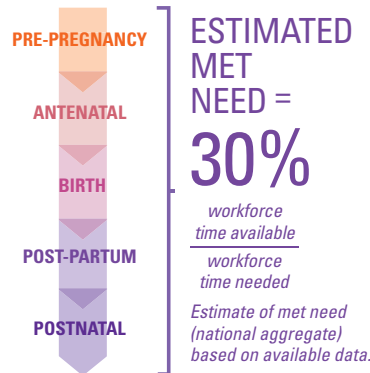 PRE-PREGNANCY
ANTENATAL
BIRTH
POST-PARTUM
POSTNATAL
ESTIMATED
MET
NEED =
30%
workforce
time available
workforce
time needed
Estimate of met need
(national aggregate)
based on available data.